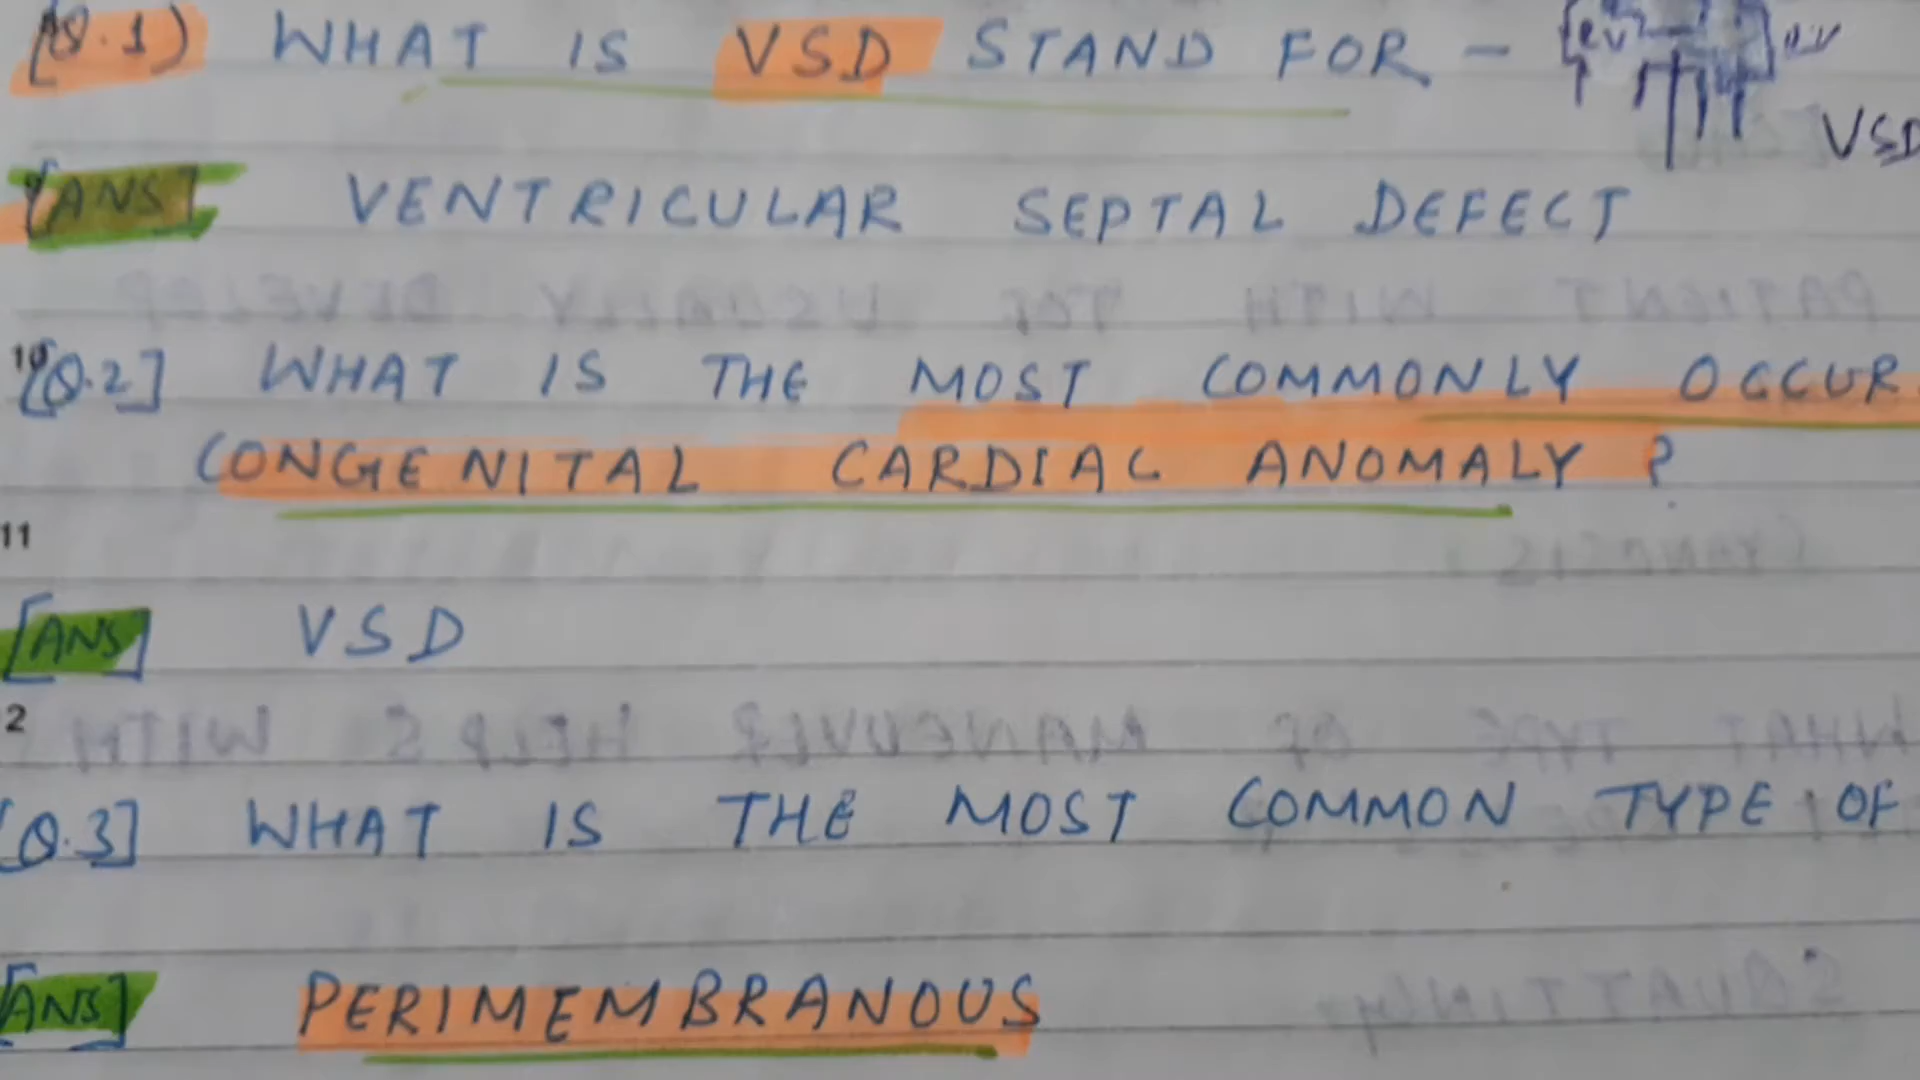 [Q.1) WHAT IS VSD STAND FOR -
RV
VSD
[ANS] VENTRICULAR SEPTAL DEFECT
10
[Q.2] WHAT IS THE MOST COMMONLY OCCUR
CONGENITAL CARDIAC ANOMALY ?
11
[ANS] VSD
2
[Q.3] WHAT IS THE MOST COMMON TYPE OF
[ANS] PERIMEMBRANOUS